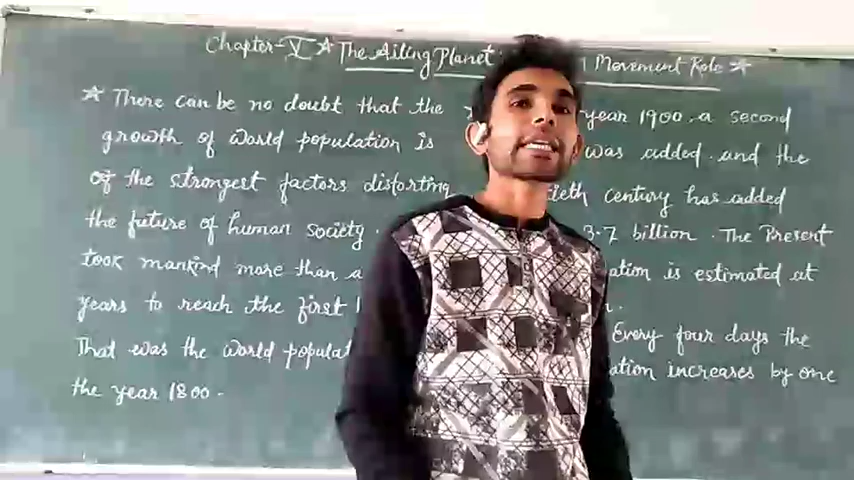 Chapter-V ★ The Ailing Planet Movement Role ★
★ There can be no doubt that the
growth of world population is
of the strongest factors distorting
the future of human society.
took mankind more than a
years to reach the first
That was the world
the year 1800.
year 1900, a second
was added and the
century has added
3.7 billion. The Present
is estimated at
Every four days the
increases by one